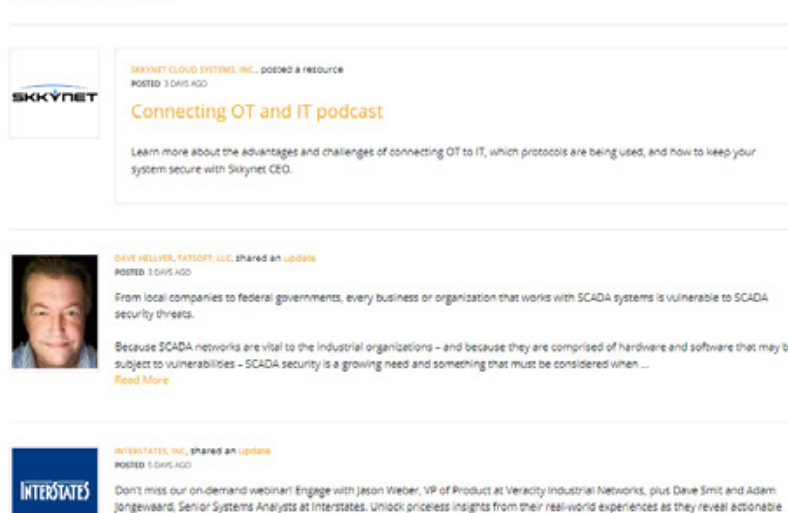 SKKYNET CLOUD SYSTEMS, INC., posted a resource
POSTED 3 DAYS AGO
SKKYNET
Connecting OT and IT podcast
Learn more about the advantages and challenges of connecting OT to IT, which protocols are being used, and how to keep your
system secure with Skkynet CEO.
DAVE HELLYER, TATSOFT, LLC, shared an update
POSTED 3 DAYS AGO
From local companies to federal governments, every business or organization that works with SCADA systems is vulnerable to SCADA
security threats.
Because SCADA networks are vital to the industrial organizations – and because they are comprised of hardware and software that may b
subject to vulnerabilities – SCADA security is a growing need and something that must be considered when ...
Read More
INTERSTATES, INC., shared an update
POSTED 5 DAYS AGO
INTERSTATES
Don't miss our on-demand webinar! Engage with Jason Weber, VP of Product at Veracity Industrial Networks, plus Dave Smit and Adam
Jongewaard, Senior Systems Analysts at Interstates. Unlock priceless insights from their real-world experiences as they reveal actionable